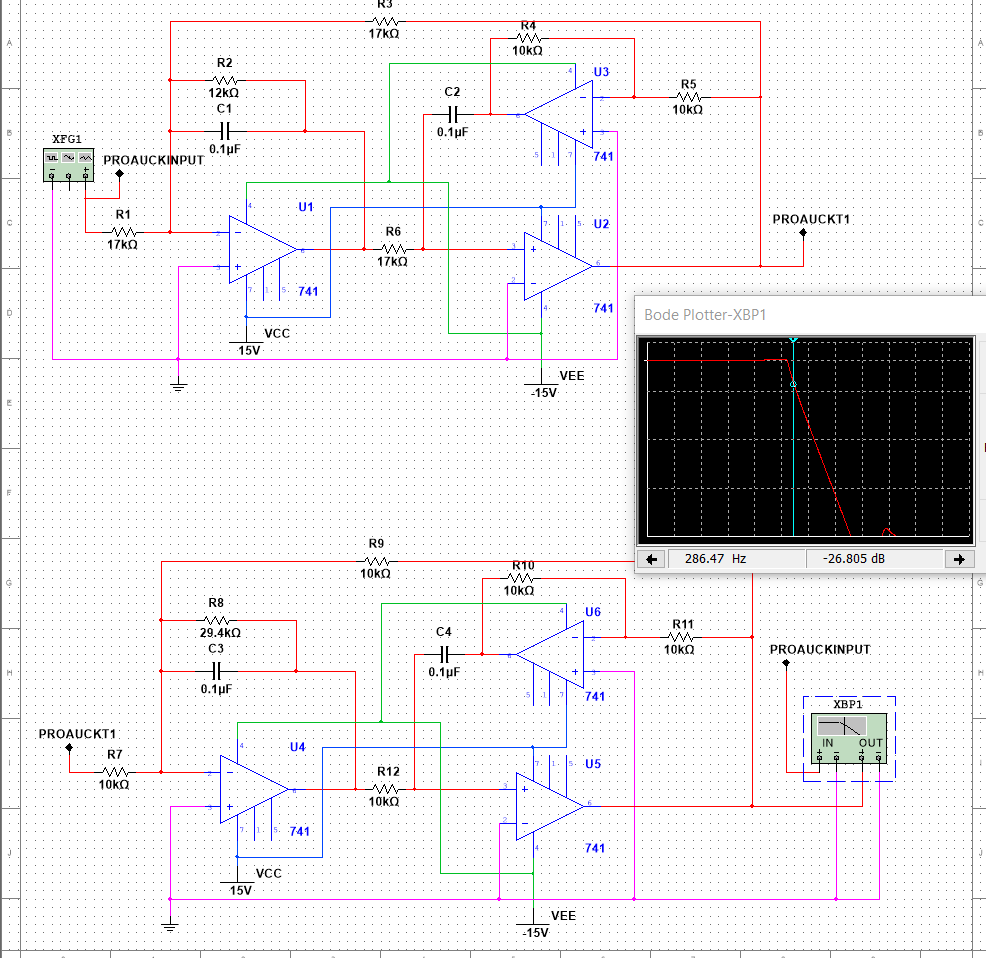 R3
17kΩ
R4
10kΩ
R2
12kΩ
C1
0.1µF
C2
0.1µF
U3
R5
10kΩ
741
XFG1
PROAUCKINPUT
R1
17kΩ
U1
741
R6
17kΩ
U2
741
PROAUCKT1
VCC
15V
VEE
-15V
Bode Plotter-XBP1
286.47 Hz
-26.805 dB
R9
10kΩ
R10
10kΩ
R8
29.4kΩ
C3
0.1µF
C4
0.1µF
U6
R11
10kΩ
741
PROAUCKINPUT
XBP1
IN
OUT
PROAUCKT1
R7
10kΩ
U4
741
R12
10kΩ
U5
741
VCC
15V
VEE
-15V